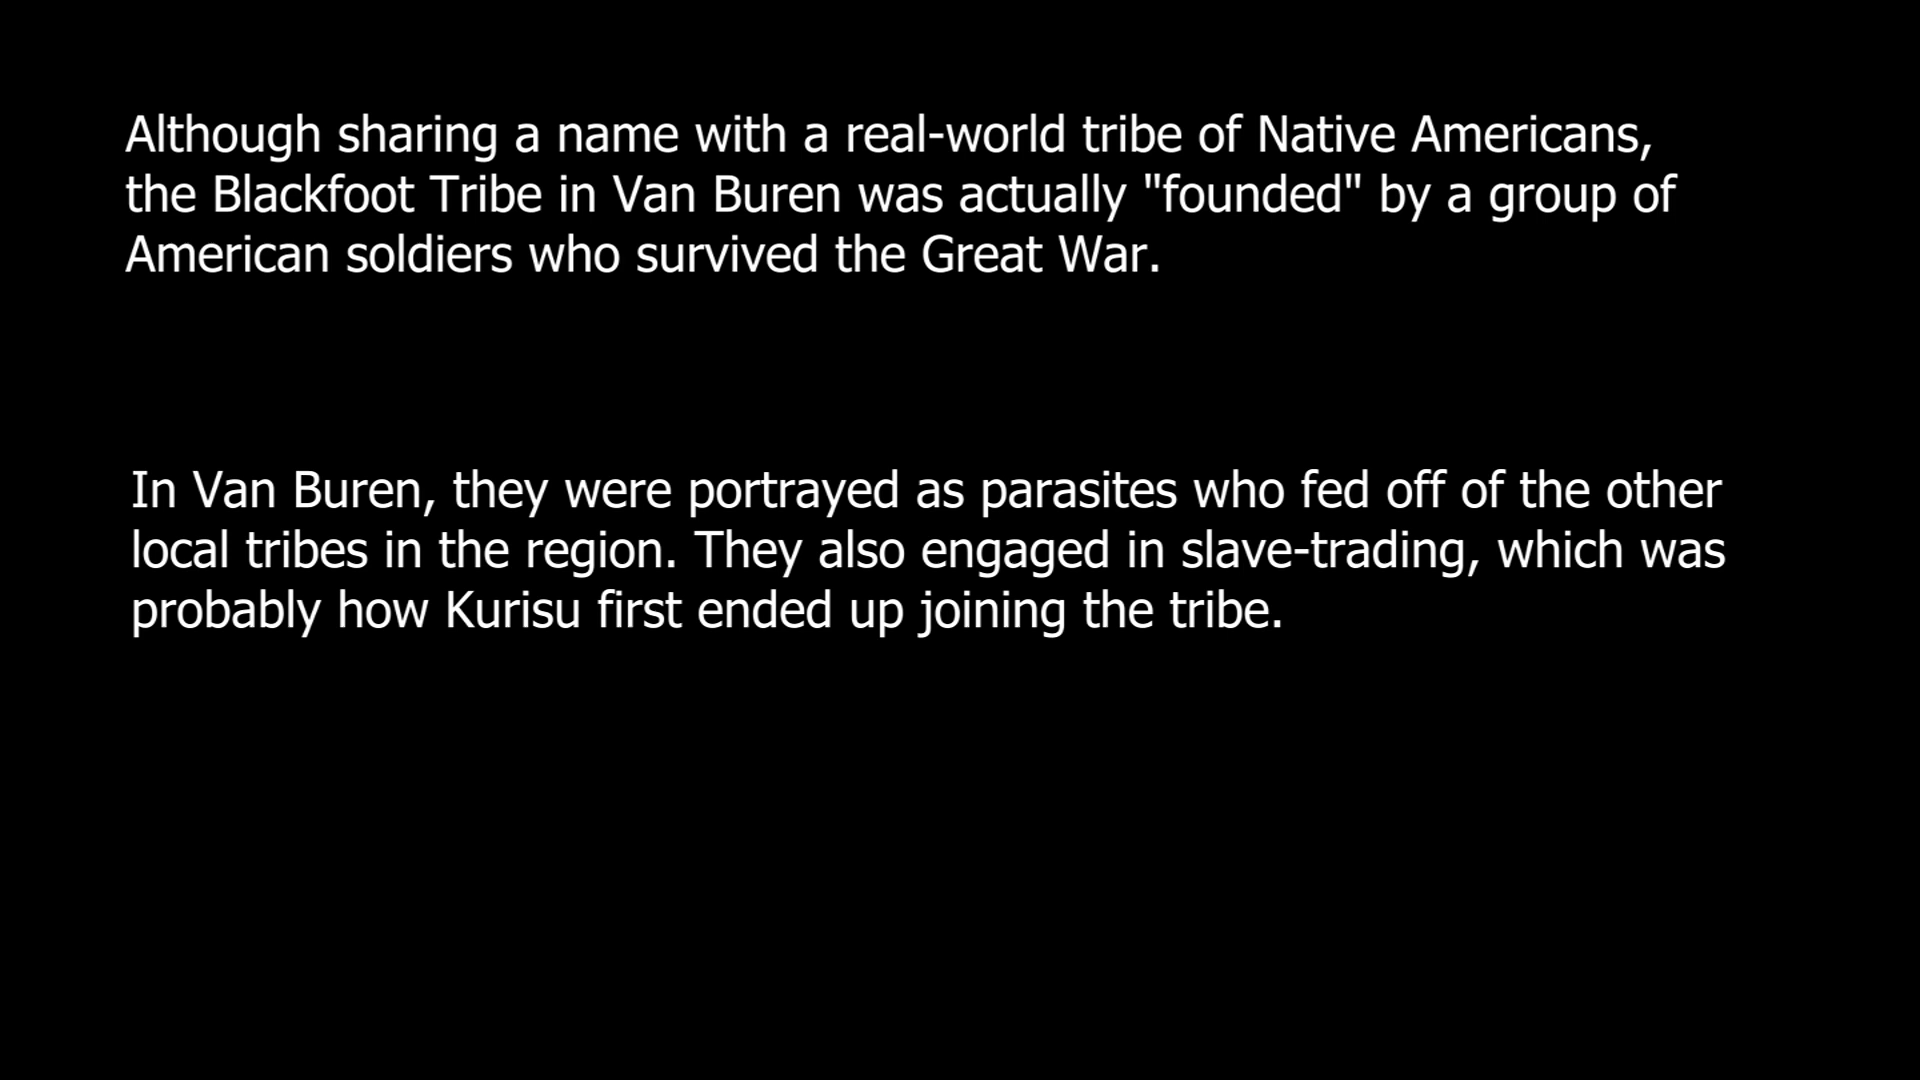 Although sharing a name with a real-world tribe of Native Americans,
the Blackfoot Tribe in Van Buren was actually "founded" by a group of
American soldiers who survived the Great War.
In Van Buren, they were portrayed as parasites who fed off of the other
local tribes in the region. They also engaged in slave-trading, which was
probably how Kurisu first ended up joining the tribe.